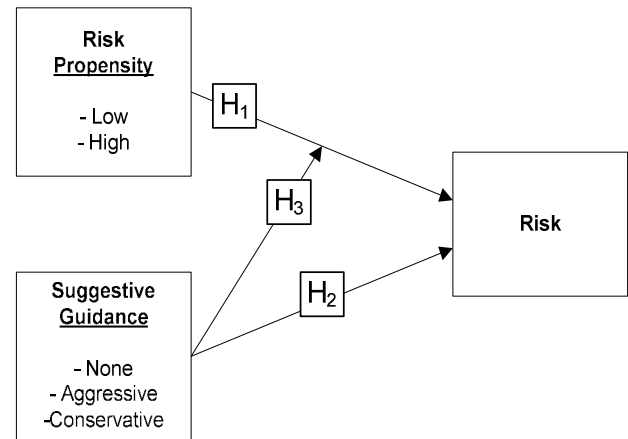 Risk
Propensity
- Low
- High
H₁
H₃
Risk
Suggestive
Guidance
- None
- Aggressive
-Conservative
H₂